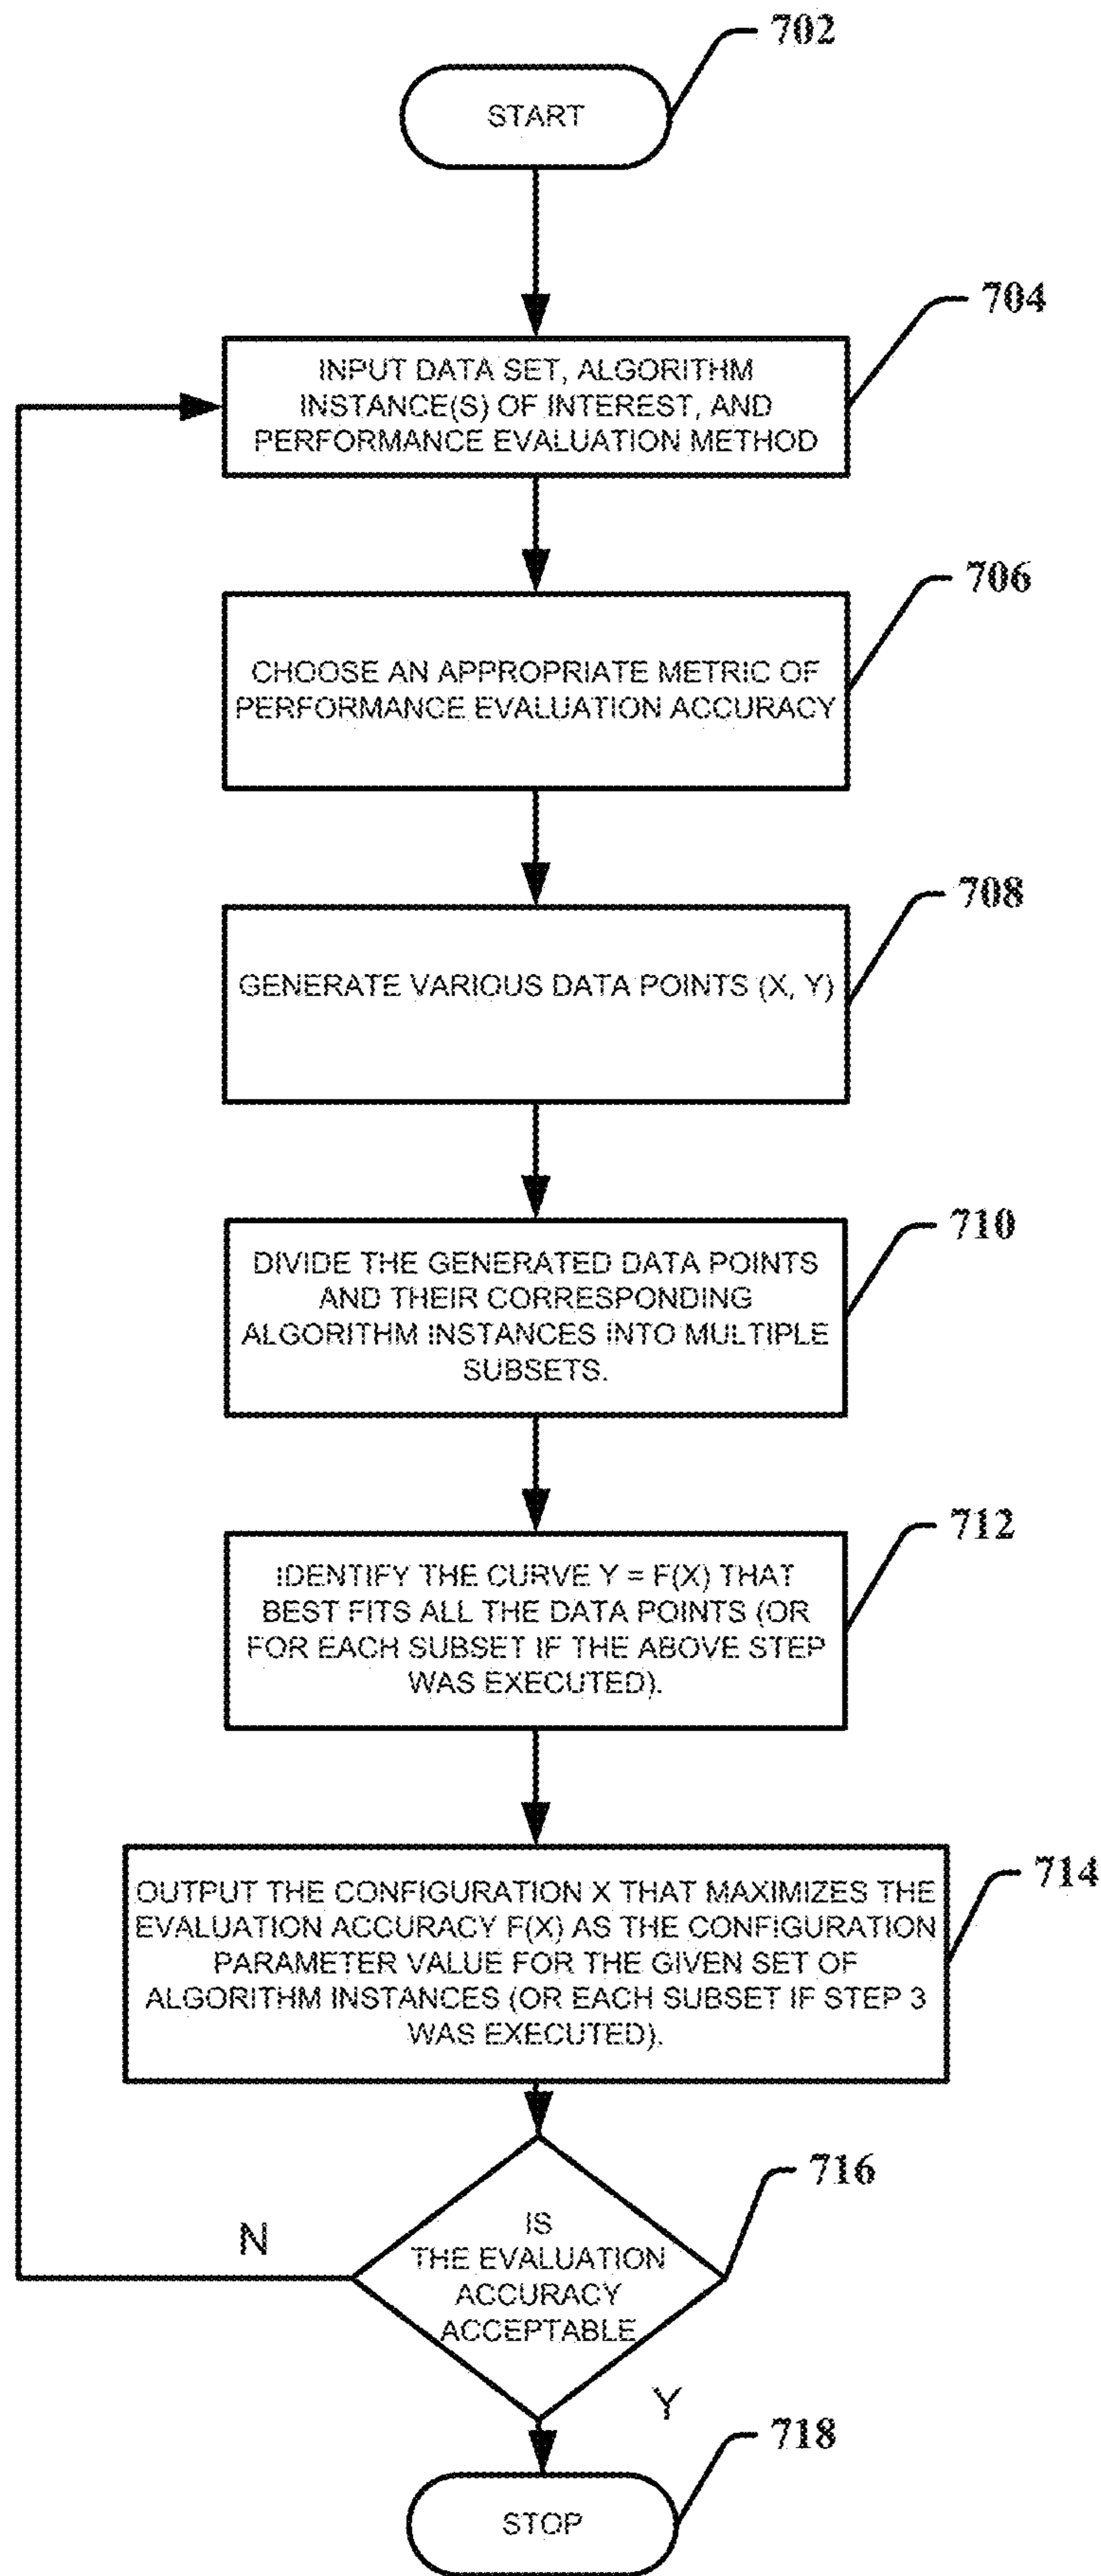 702
START
704
INPUT DATA SET, ALGORITHM
INSTANCE(S) OF INTEREST, AND
PERFORMANCE EVALUATION METHOD
706
CHOOSE AN APPROPRIATE METRIC OF
PERFORMANCE EVALUATION ACCURACY
708
GENERATE VARIOUS DATA POINTS (X, Y)
710
DIVIDE THE GENERATED DATA POINTS
AND THEIR CORRESPONDING
ALGORITHM INSTANCES INTO MULTIPLE
SUBSETS.
712
IDENTIFY THE CURVE Y = F(X) THAT
BEST FITS ALL THE DATA POINTS (OR
FOR EACH SUBSET IF THE ABOVE STEP
WAS EXECUTED).
714
OUTPUT THE CONFIGURATION X THAT MAXIMIZES THE
EVALUATION ACCURACY F(X) AS THE CONFIGURATION
PARAMETER VALUE FOR THE GIVEN SET OF
ALGORITHM INSTANCES (OR EACH SUBSET IF STEP 3
WAS EXECUTED).
716
N
IS
THE EVALUATION
ACCURACY
ACCEPTABLE
Y
718
STOP